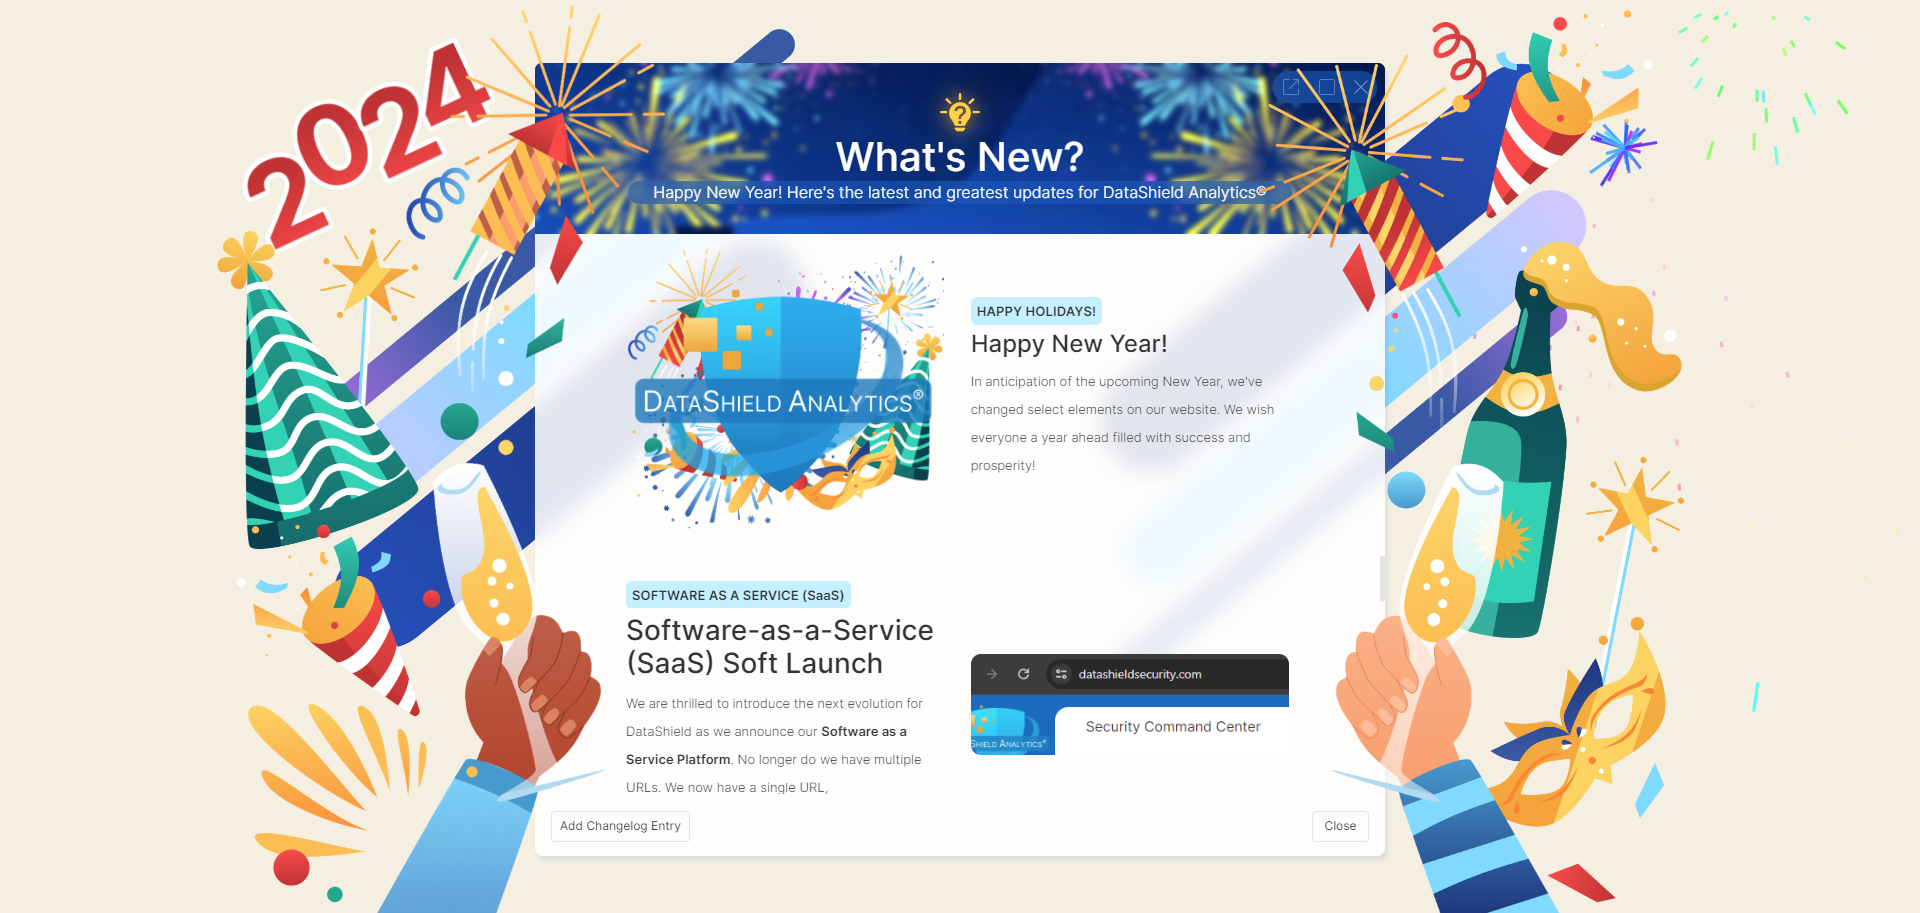 2024
What's New?
Happy New Year! Here's the latest and greatest updates for DataShield Analytics©
DATASHIELD ANALYTICS®
HAPPY HOLIDAYS!
Happy New Year!
In anticipation of the upcoming New Year, we've
changed select elements on our website. We wish
everyone a year ahead filled with success and
prosperity!
SOFTWARE AS A SERVICE (SaaS)
Software-as-a-Service
(SaaS) Soft Launch
We are thrilled to introduce the next evolution for
DataShield as we announce our Software as a
Service Platform. No longer do we have multiple
URLs. We now have a single URL,
datashieldsecurity.com
Security Command Center
SHIELD ANALYTICS®
Add Changelog Entry
Close